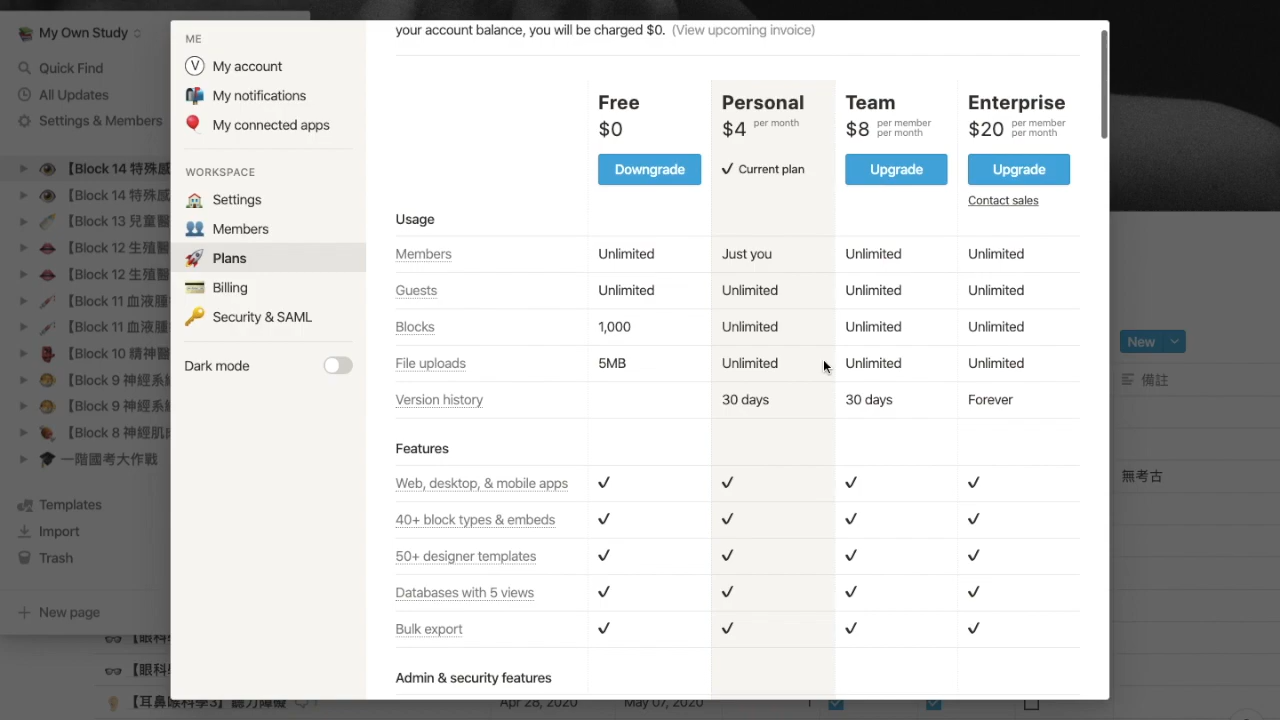 My Own Study
Quick Find
All Updates
Settings & Members
【Block 14 特殊感
【Block 14 特殊感
【Block 13 兒童醫
【Block 12 生殖醫
【Block 12 生殖醫
【Block 11 血液腫
【Block 11 血液腫
【Block 10 精神醫
【Block 9 神經系統
【Block 9 神經系統
【Block 8 神經肌肉
一階國考大作戰
Templates
Import
Trash
New page
ME
V My account
My notifications
My connected apps
WORKSPACE
Settings
Members
Plans
Billing
Security & SAML
Dark mode
your account balance, you will be charged $0. (View upcoming invoice)
Free Personal Team Enterprise
$0 $4 per month $8 per member per month $20 per member per month
Downgrade ✓ Current plan Upgrade Upgrade
Contact sales
Usage
Members Unlimited Just you Unlimited Unlimited
Guests Unlimited Unlimited Unlimited Unlimited
Blocks 1,000 Unlimited Unlimited Unlimited
File uploads 5MB Unlimited Unlimited Unlimited
Version history 30 days 30 days Forever
Features
Web, desktop, & mobile apps ✓ ✓ ✓ ✓
40+ block types & embeds ✓ ✓ ✓ ✓
50+ designer templates ✓ ✓ ✓ ✓
Databases with 5 views ✓ ✓ ✓ ✓
Bulk export ✓ ✓ ✓ ✓
Admin & security features
New
備註
無考古
【眼科
【眼科
【耳鼻喉科學3】聽力障礙 1
Apr 28, 2020 May 07, 2020 1